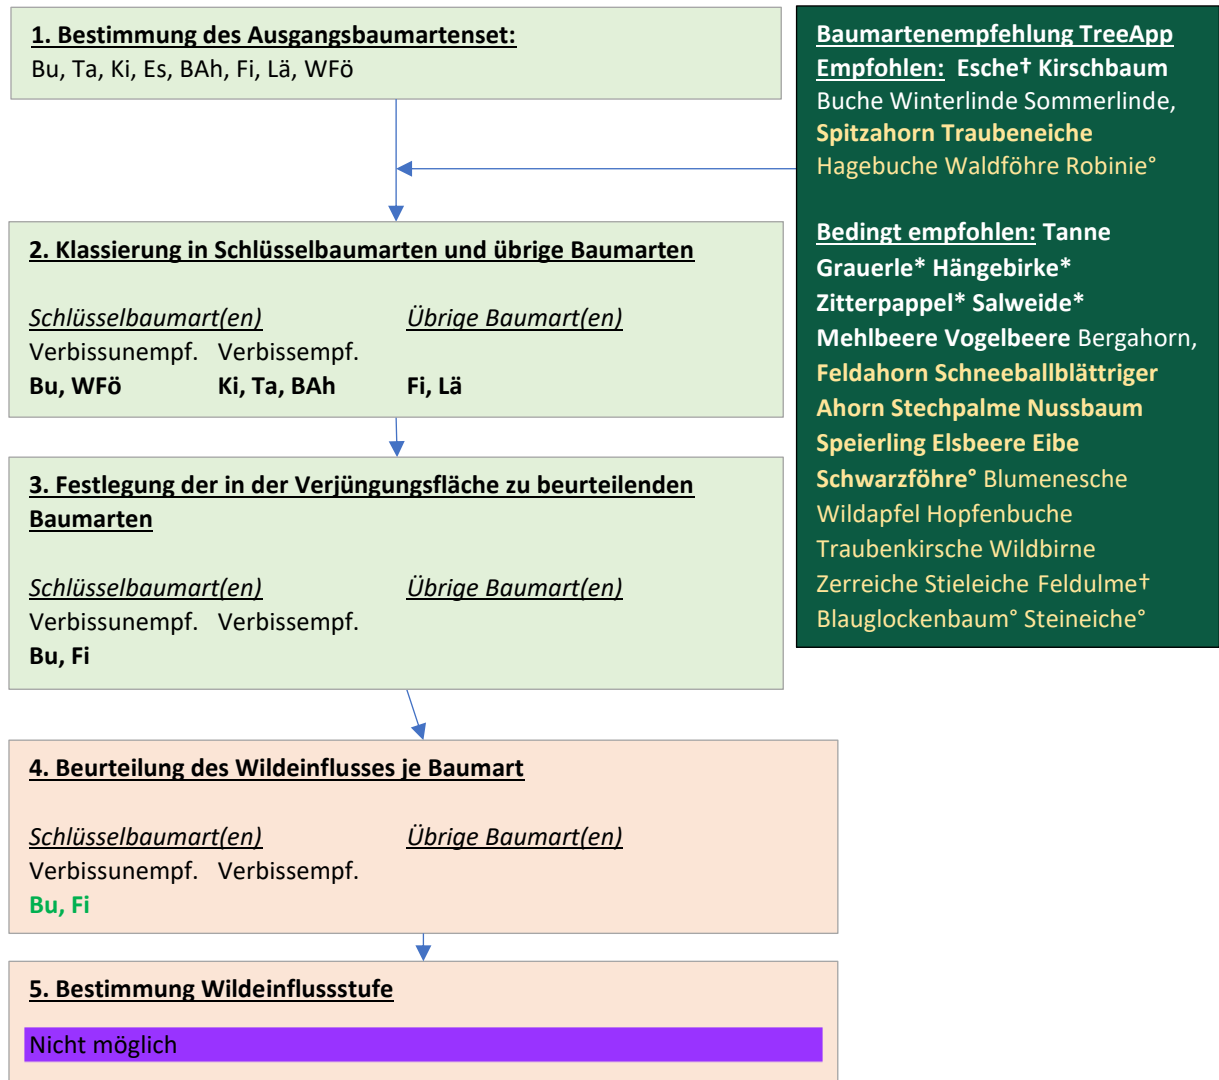 1. Bestimmung des Ausgangsbaumartenset:
Bu, Ta, Ki, Es, BAh, Fi, Lä, WFö
Baumartenempfehlung TreeApp
Empfohlen: Esche† Kirschbaum
Buche Winterlinde Sommerlinde,
Spitzahorn Traubeneiche
Hagebuche Waldföhre Robinie°
Bedingt empfohlen: Tanne
Grauerle* Hängebirke*
Zitterpappel* Salweide*
Mehlbeere Vogelbeere Bergahorn,
Feldahorn Schneeballblättriger
Ahorn Stechpalme Nussbaum
Speierling Elsbeere Eibe
Schwarzföhre° Blumenesche
Wildapfel Hopfenbuche
Traubenkirsche Wildbirne
Zerreiche Stieleiche Feldulme†
Blauglockenbaum° Steineiche°
2. Klassierung in Schlüsselbaumarten und übrige Baumarten
Schlüsselbaumart(en) Übrige Baumart(en)
Verbissunempf. Verbissempf.
Bu, WFö Ki, Ta, BAh Fi, Lä
3. Festlegung der in der Verjüngungsfläche zu beurteilenden
Baumarten
Schlüsselbaumart(en) Übrige Baumart(en)
Verbissunempf. Verbissempf.
Bu, Fi
4. Beurteilung des Wildeinflusses je Baumart
Schlüsselbaumart(en) Übrige Baumart(en)
Verbissunempf. Verbissempf.
Bu, Fi
5. Bestimmung Wildeinflussstufe
Nicht möglich